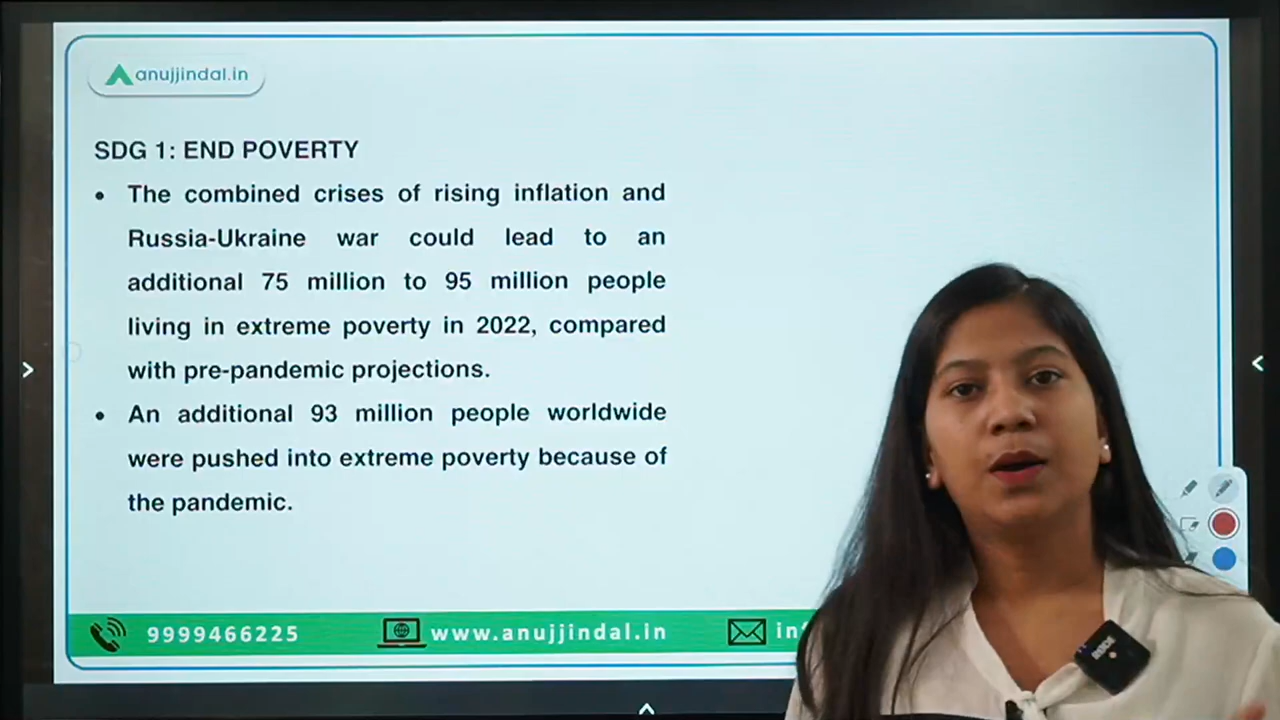 anujjindal.in
SDG 1: END POVERTY
• The combined crises of rising inflation and
Russia-Ukraine war could lead to an
additional 75 million to 95 million people
living in extreme poverty in 2022, compared
with pre-pandemic projections.
• An additional 93 million people worldwide
were pushed into extreme poverty because of
the pandemic.
9999466225
www.anujjindal.in
RODE